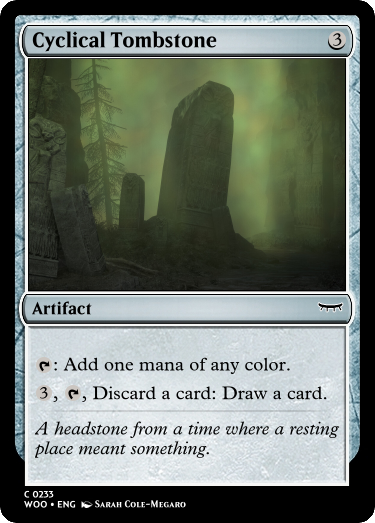 Cyclical Tombstone 3
Artifact
: Add one mana of any color.
3, , Discard a card: Draw a card.
A headstone from a time where a resting
place meant something.
C 0233
WOO • ENG Sarah Cole-Megaro